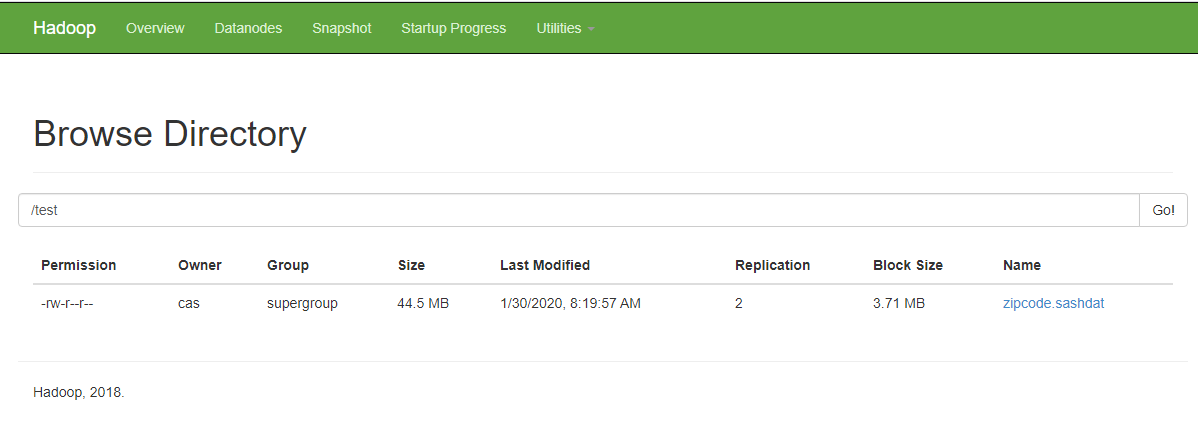 Hadoop Overview Datanodes Snapshot Startup Progress Utilities
Browse Directory
/test Go!
Permission Owner Group Size Last Modified Replication Block Size Name
-rw-r--r-- cas supergroup 44.5 MB 1/30/2020, 8:19:57 AM 2 3.71 MB zipcode.sashdat
Hadoop, 2018.